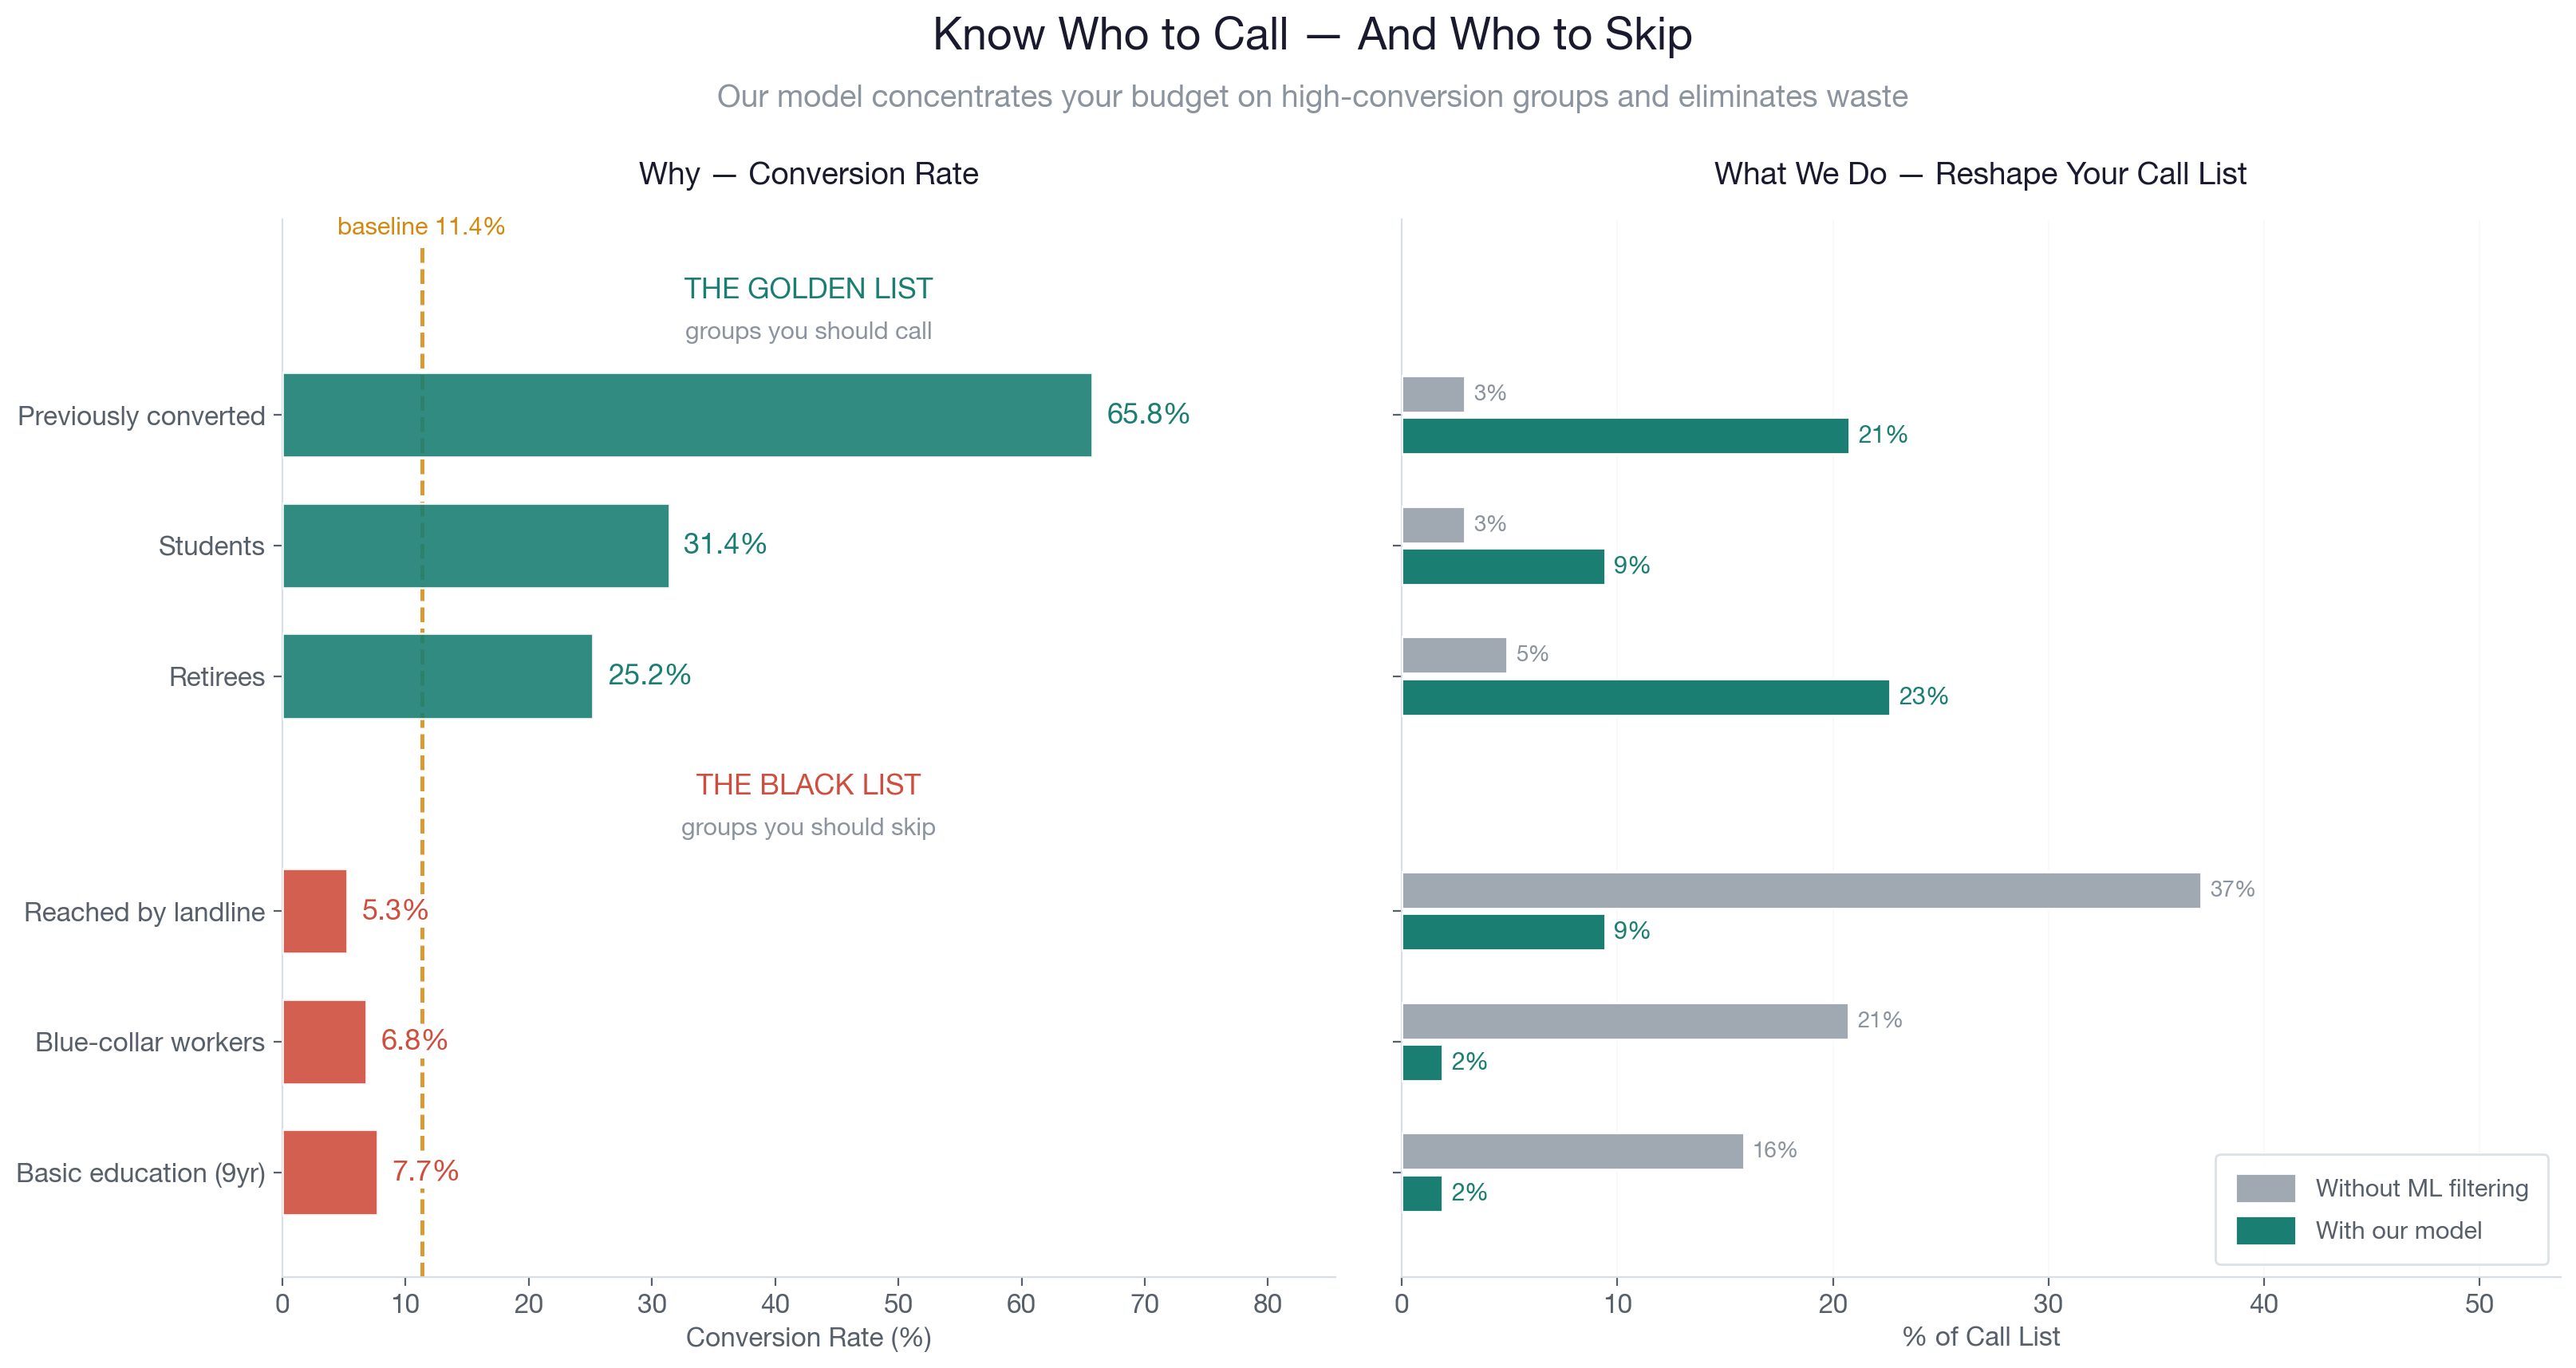 Know Who to Call — And Who to Skip
Our model concentrates your budget on high-conversion groups and eliminates waste
Why — Conversion Rate
baseline 11.4%
THE GOLDEN LIST
groups you should call
Previously converted
65.8%
Students
31.4%
Retirees
25.2%
THE BLACK LIST
groups you should skip
Reached by landline
5.3%
Blue-collar workers
6.8%
Basic education (9yr)
7.7%
0 10 20 30 40 50 60 70 80
Conversion Rate (%)
What We Do — Reshape Your Call List
3%
21%
3%
9%
5%
23%
37%
9%
21%
2%
16%
2%
Without ML filtering
With our model
0 10 20 30 40 50
% of Call List